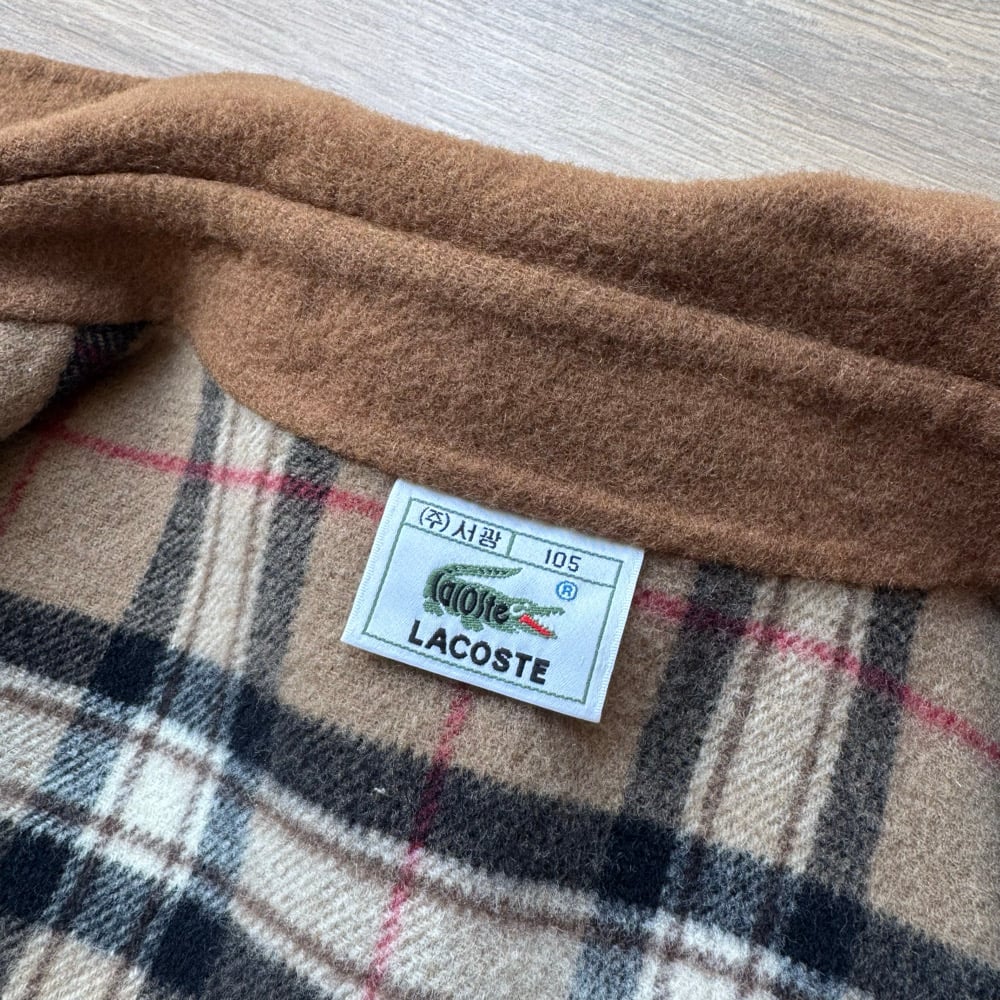 (주)서광
105
®
Lacoste
LACOSTE